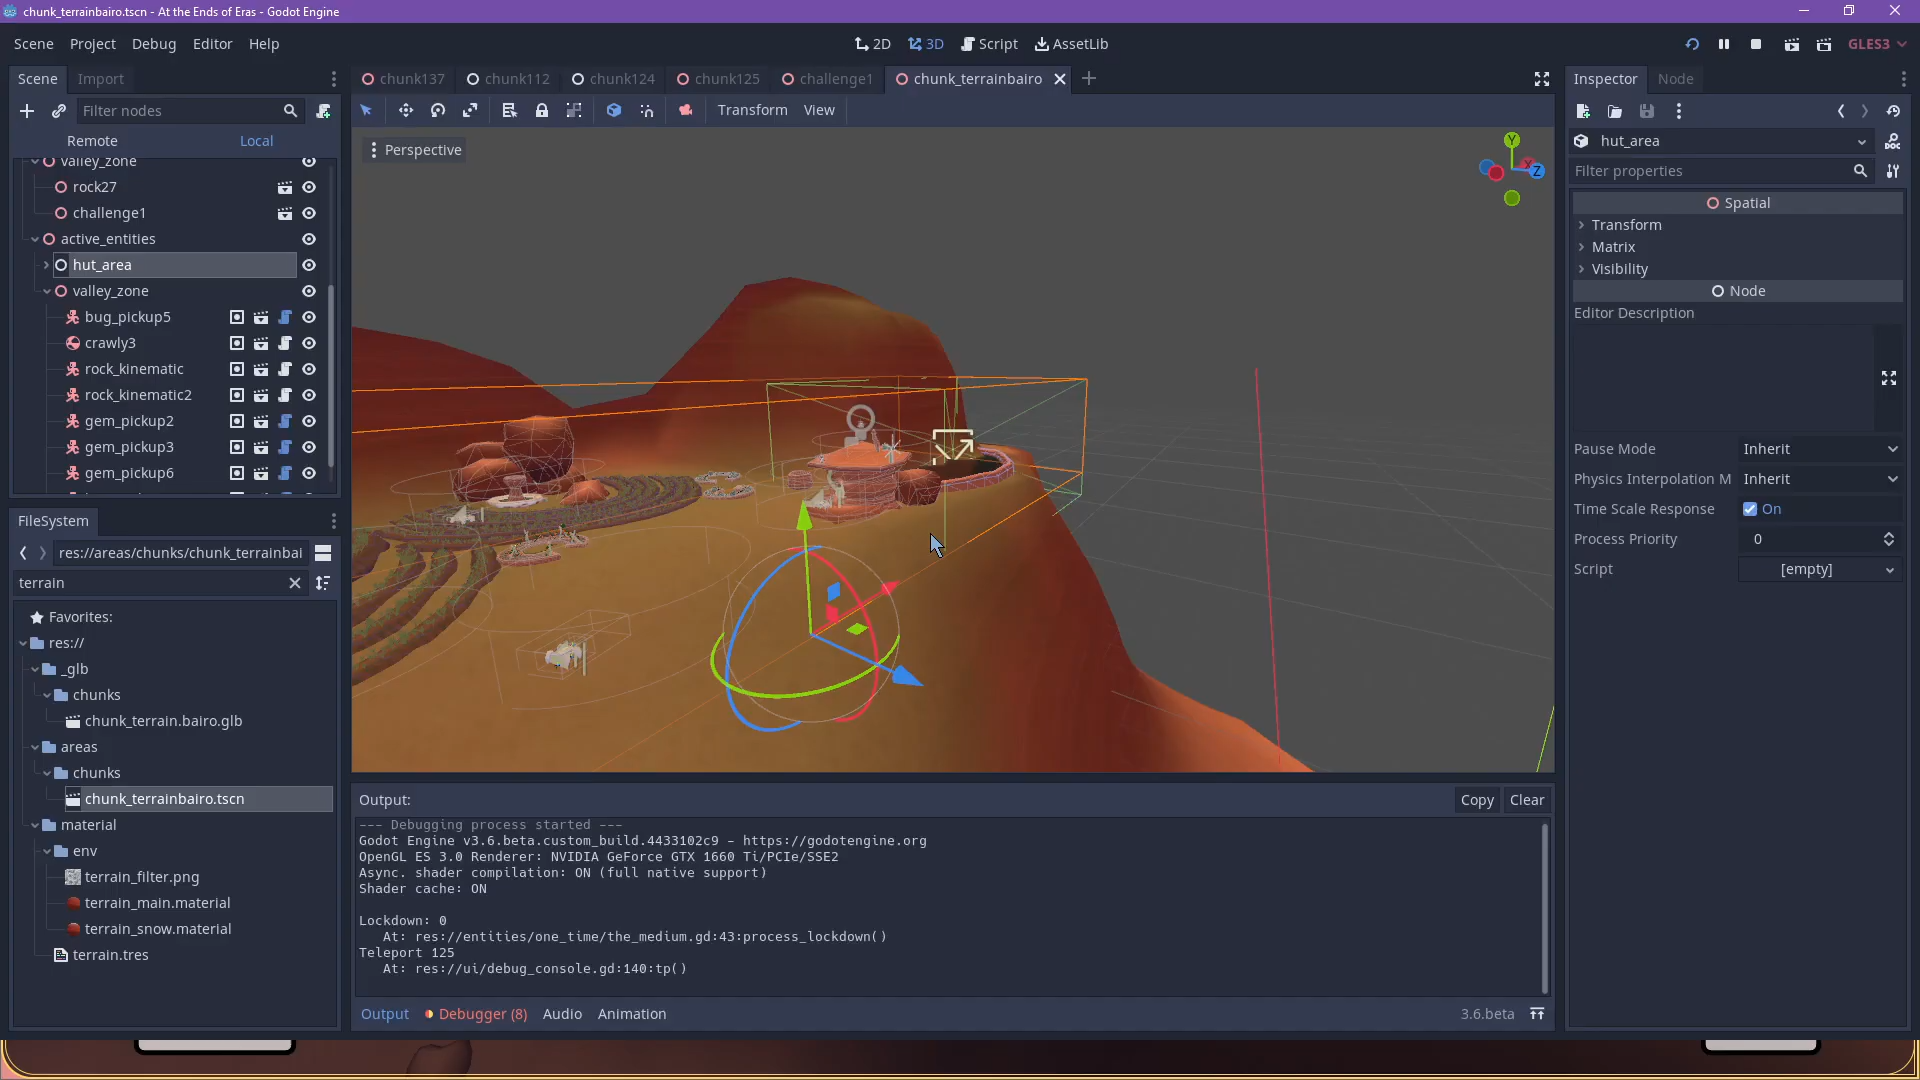 chunk_terrainbairo.tscn - At the Ends of Eras - Godot Engine
Scene Project Debug Editor Help
2D 3D Script AssetLib
GLES3
Scene Import
chunk137 chunk112 chunk124 chunk125 challenge1 chunk_terrainbairo
Inspector Node
Filter nodes
Transform View
Remote Local
hut_area
Perspective
Y
X
Z
Filter properties
valley_zone
rock27
challenge1
active_entities
hut_area
valley_zone
bug_pickup5
crawly3
rock_kinematic
rock_kinematic2
gem_pickup2
gem_pickup3
gem_pickup6
Spatial
Transform
Matrix
Visibility
Node
Editor Description
Pause Mode Inherit
Physics Interpolation M Inherit
Time Scale Response On
Process Priority 0
Script [empty]
FileSystem
res://areas/chunks/chunk_terrainbai
terrain
Favorites:
res://
_glb
chunks
chunk_terrain.bairo.glb
areas
chunks
chunk_terrainbairo.tscn
material
env
terrain_filter.png
terrain_main.material
terrain_snow.material
terrain.tres
Output:
Copy Clear
--- Debugging process started ---
Godot Engine v3.6.beta.custom_build.4433102c9 - https://godotengine.org
OpenGL ES 3.0 Renderer: NVIDIA GeForce GTX 1660 Ti/PCIe/SSE2
Async. shader compilation: ON (full native support)
Shader cache: ON
Lockdown: 0
At: res://entities/one_time/the_medium.gd:43:process_lockdown()
Teleport 125
At: res://ui/debug_console.gd:140:tp()
Output Debugger (8) Audio Animation
3.6.beta